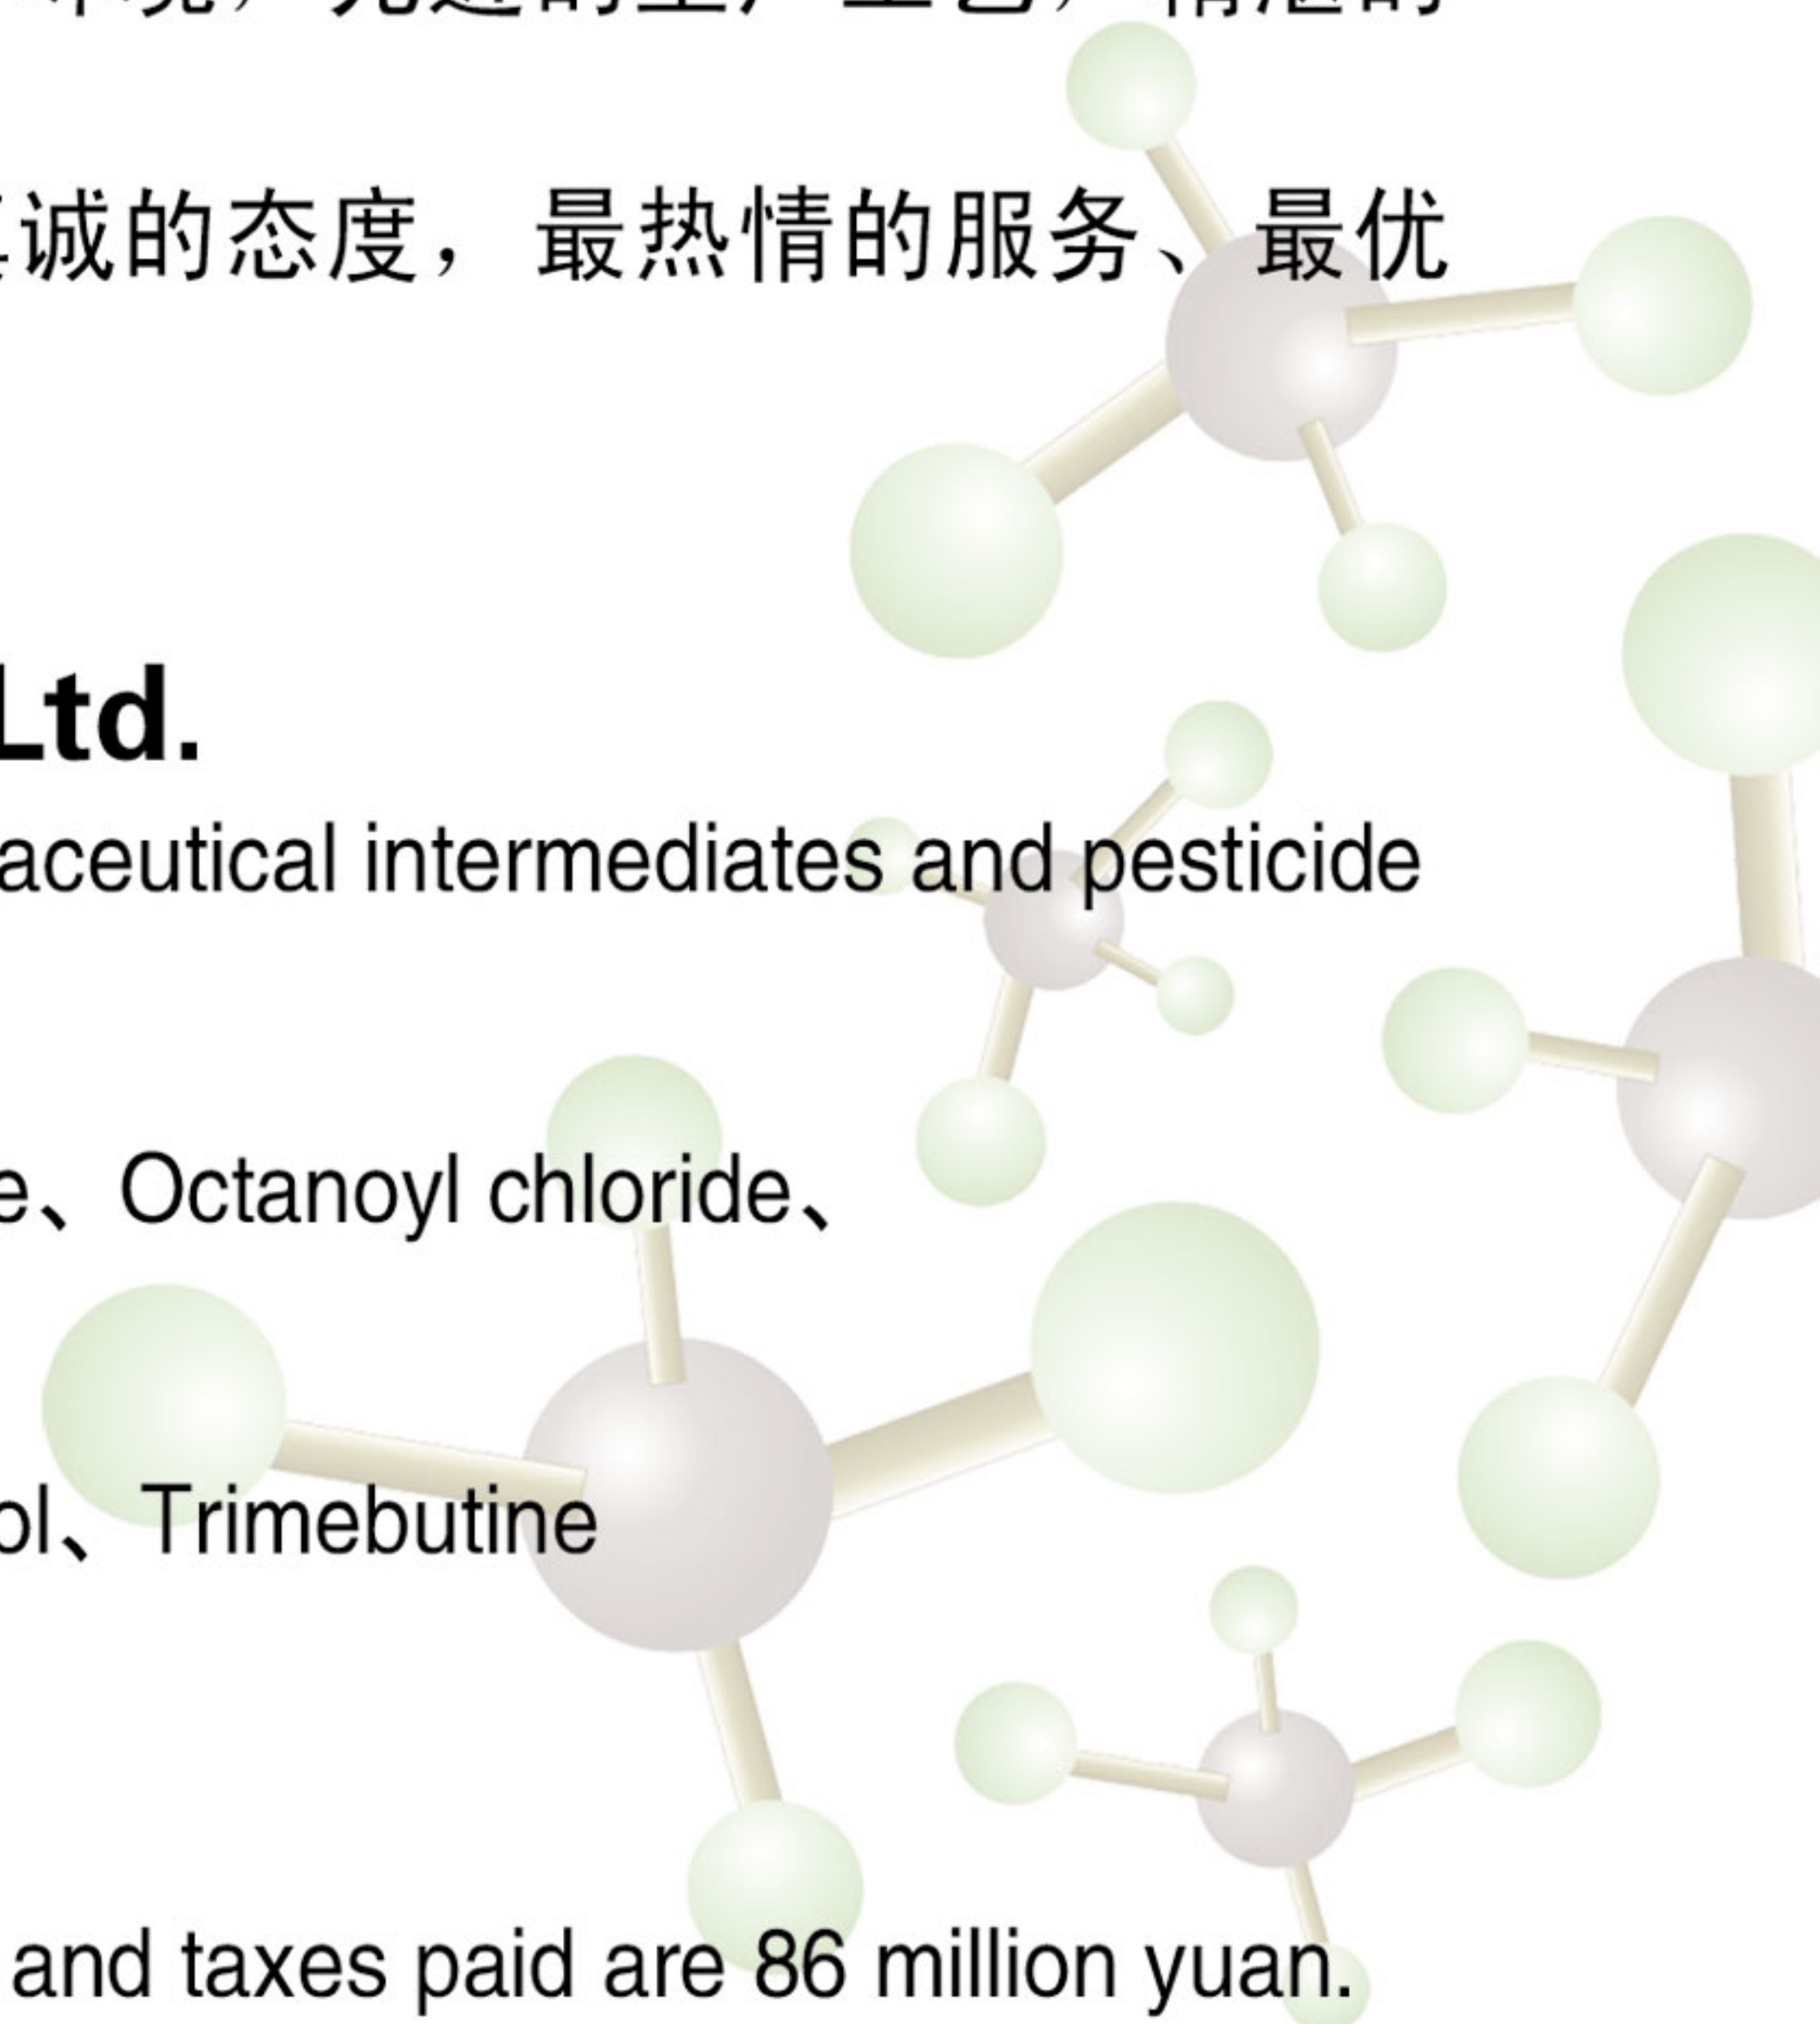 诚的态度，最热情的服务、最优
Ltd.
aceutical intermediates and pesticide
e、Octanoyl chloride、
ol、Trimebutine
and taxes paid are 86 million yuan.